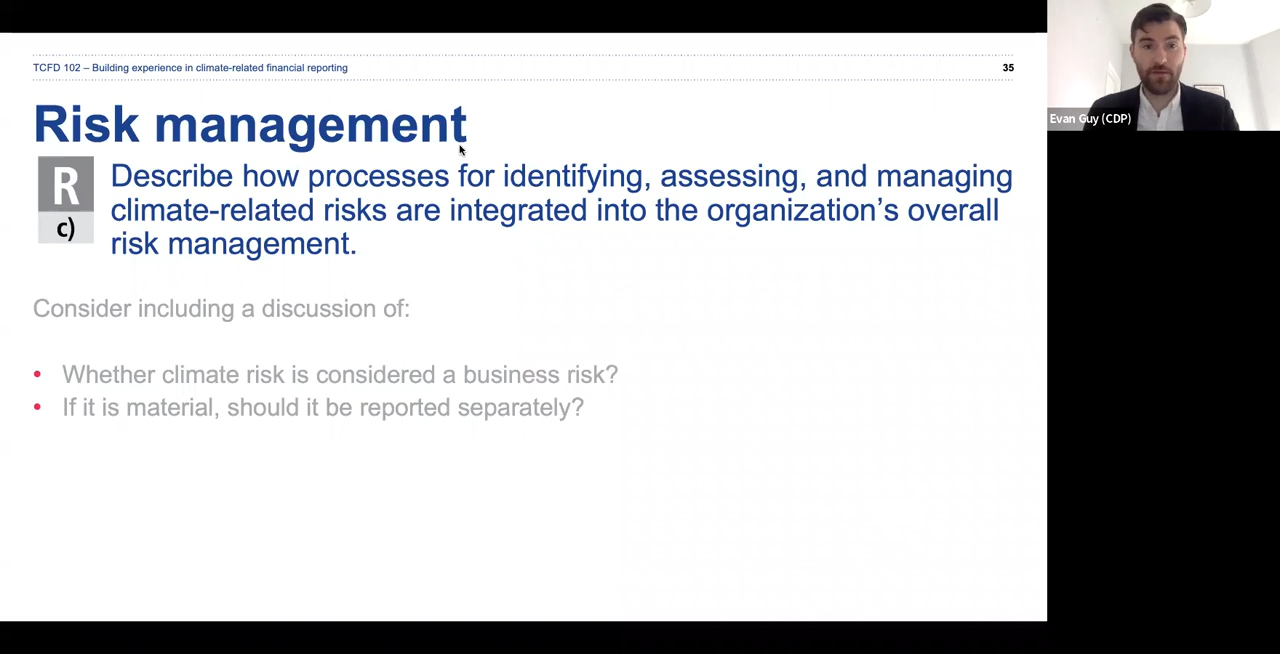 TCFD 102 – Building experience in climate-related financial reporting
35
Risk management
R
c)
Describe how processes for identifying, assessing, and managing
climate-related risks are integrated into the organization’s overall
risk management.
Consider including a discussion of:
• Whether climate risk is considered a business risk?
• If it is material, should it be reported separately?
Evan Guy (CDP)